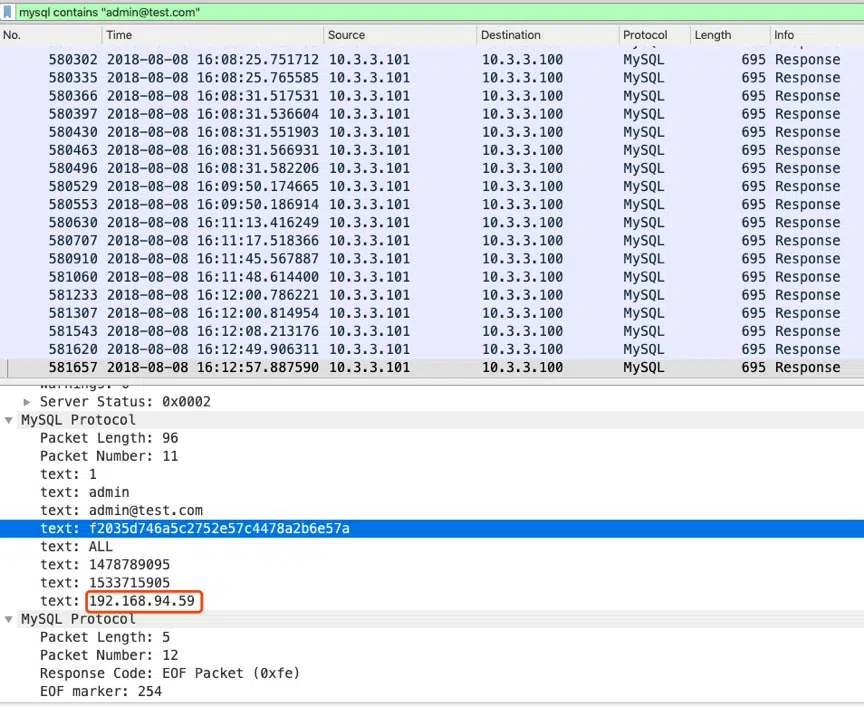 mysql contains "admin@test.com"
No. Time Source Destination Protocol Length Info
580302 2018-08-08 16:08:25.751712 10.3.3.101 10.3.3.100 MySQL 695 Response
580335 2018-08-08 16:08:25.765585 10.3.3.101 10.3.3.100 MySQL 695 Response
580366 2018-08-08 16:08:31.517531 10.3.3.101 10.3.3.100 MySQL 695 Response
580397 2018-08-08 16:08:31.536604 10.3.3.101 10.3.3.100 MySQL 695 Response
580430 2018-08-08 16:08:31.551903 10.3.3.101 10.3.3.100 MySQL 695 Response
580463 2018-08-08 16:08:31.566931 10.3.3.101 10.3.3.100 MySQL 695 Response
580496 2018-08-08 16:08:31.582206 10.3.3.101 10.3.3.100 MySQL 695 Response
580529 2018-08-08 16:09:50.174665 10.3.3.101 10.3.3.100 MySQL 695 Response
580553 2018-08-08 16:09:50.186914 10.3.3.101 10.3.3.100 MySQL 695 Response
580630 2018-08-08 16:11:13.416249 10.3.3.101 10.3.3.100 MySQL 695 Response
580707 2018-08-08 16:11:17.518366 10.3.3.101 10.3.3.100 MySQL 695 Response
580910 2018-08-08 16:11:45.567887 10.3.3.101 10.3.3.100 MySQL 695 Response
581060 2018-08-08 16:11:48.614400 10.3.3.101 10.3.3.100 MySQL 695 Response
581233 2018-08-08 16:12:00.786221 10.3.3.101 10.3.3.100 MySQL 695 Response
581307 2018-08-08 16:12:00.814954 10.3.3.101 10.3.3.100 MySQL 695 Response
581543 2018-08-08 16:12:08.213176 10.3.3.101 10.3.3.100 MySQL 695 Response
581620 2018-08-08 16:12:49.906311 10.3.3.101 10.3.3.100 MySQL 695 Response
581657 2018-08-08 16:12:57.887590 10.3.3.101 10.3.3.100 MySQL 695 Response
Warnings: 0
Server Status: 0x0002
MySQL Protocol
Packet Length: 96
Packet Number: 11
text: 1
text: admin
text: admin@test.com
text: f2035d746a5c2752e57c4478a2b6e57a
text: ALL
text: 1478789095
text: 1533715905
text: 192.168.94.59
MySQL Protocol
Packet Length: 5
Packet Number: 12
Response Code: EOF Packet (0xfe)
EOF marker: 254